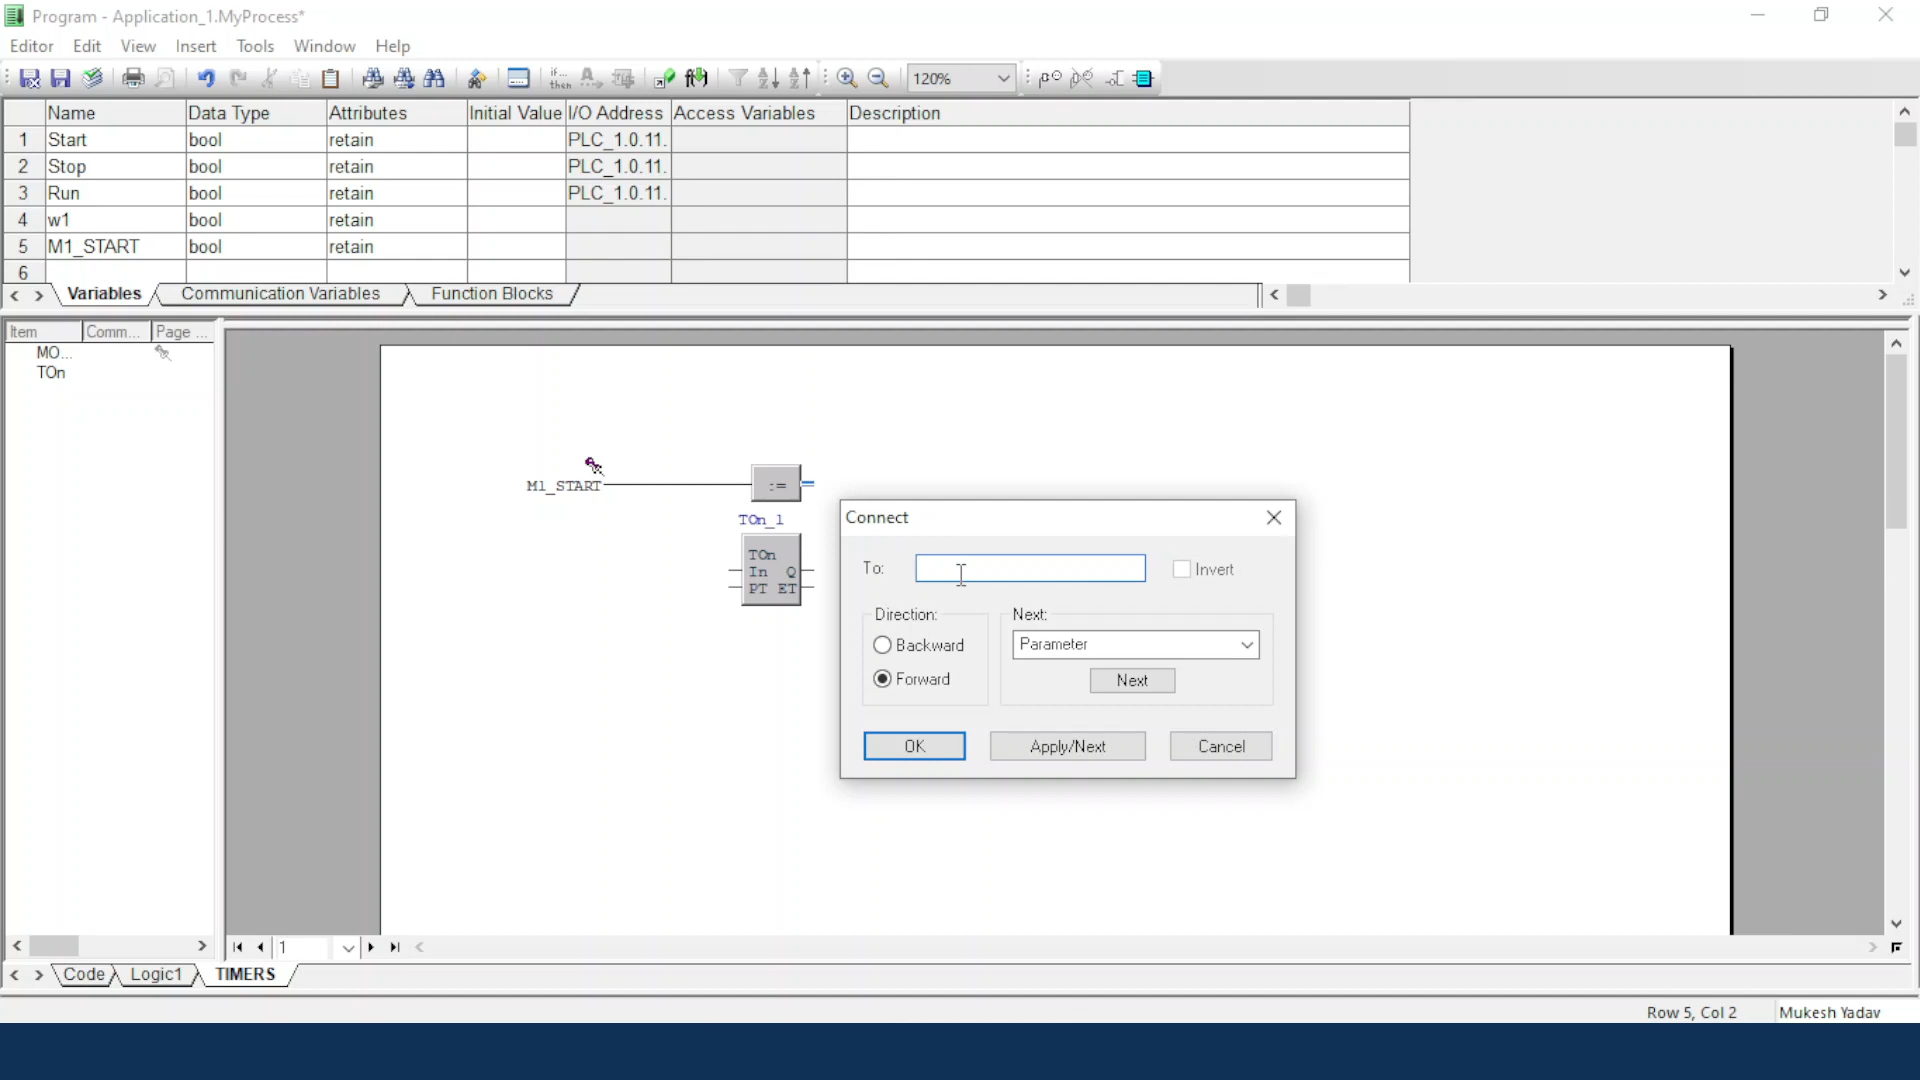 Program - Application_1.MyProcess*
Editor Edit View Insert Tools Window Help
if... then
120%
Name Data Type Attributes Initial Value I/O Address Access Variables Description
1 Start bool retain PLC_1.0.11.
2 Stop bool retain PLC_1.0.11.
3 Run bool retain PLC_1.0.11.
4 w1 bool retain
5 M1_START bool retain
6
Variables Communication Variables Function Blocks
Item Comm... Page ...
MO...
TOn
M1_START :=
TOn_1
TOn
In Q
PT ET
Connect
To: Invert
Direction: Next:
Backward Parameter
Forward Next
OK Apply/Next Cancel
1
Code Logic1 TIMERS
Row 5, Col 2 Mukesh Yadav